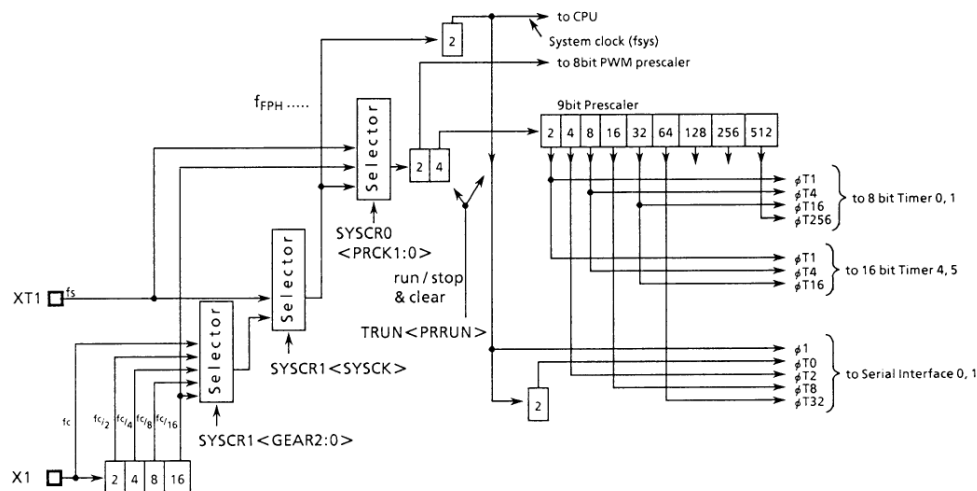 to CPU
2
System clock (fsys)
to 8bit PWM prescaler
fFPH .....
9bit Prescaler
Selector
2 4 8 16 32 64 128 256 512
2 4
φT1
φT4
φT16
φT256
to 8 bit Timer 0, 1
SYSCR0
<PRCK1:0>
Selector
φT1
φT4
φT16
to 16 bit Timer 4, 5
run / stop
& clear
XT1
fs
Selector
TRUN<PRRUN>
φ1
φT0
φT2
φT8
φT32
to Serial Interface 0, 1
SYSCR1<SYSCK>
2
fc
fc/2
fc/4
fc/8
fc/16
SYSCR1<GEAR2:0>
X1
2 4 8 16